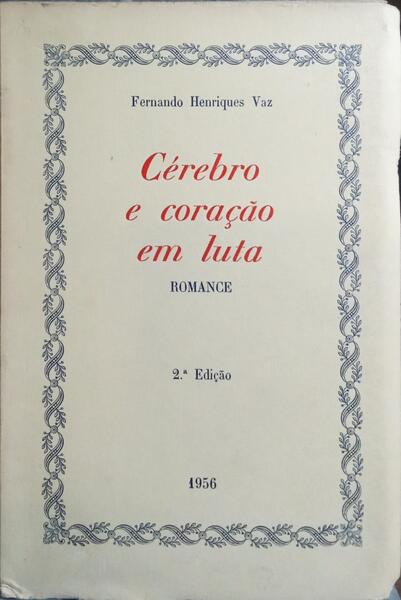 Fernando Henriques Vaz
Cérebro
e coração
em luta
ROMANCE
2.ª Edição
1956